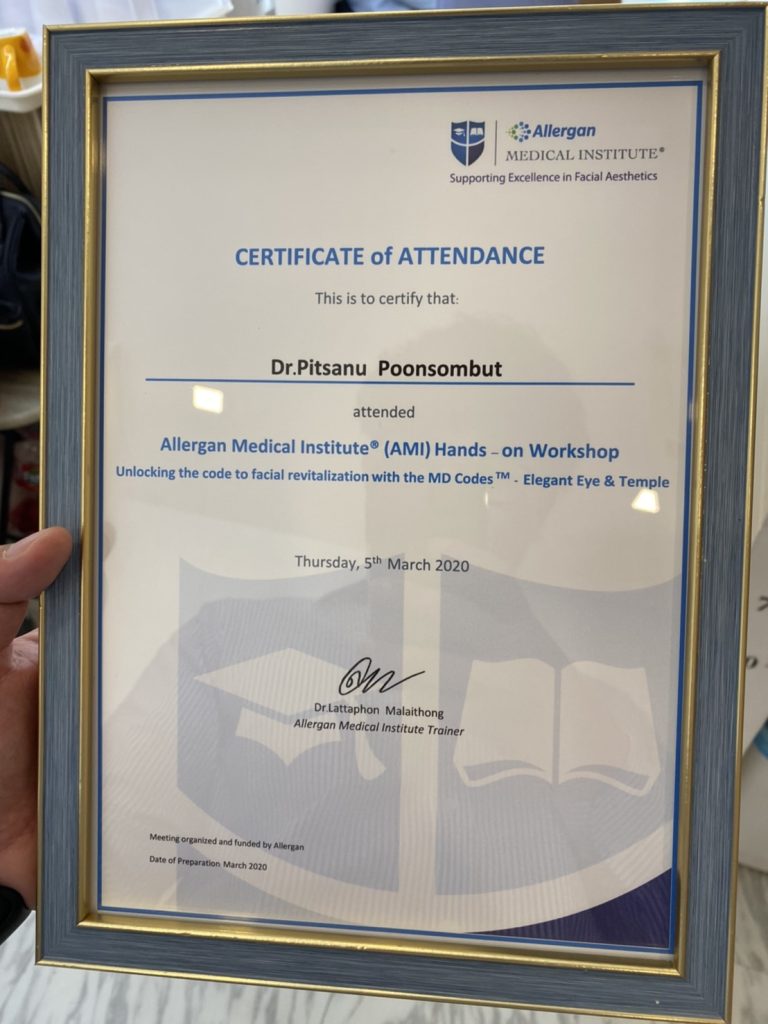 Allergan
MEDICAL INSTITUTE®
Supporting Excellence in Facial Aesthetics
CERTIFICATE of ATTENDANCE
This is to certify that:
Dr.Pitsanu Poonsombut
attended
Allergan Medical Institute® (AMI) Hands – on Workshop
Unlocking the code to facial revitalization with the MD Codes™ - Elegant Eye & Temple
Thursday, 5th March 2020
Dr.Lattaphon Malaithong
Allergan Medical Institute Trainer
Meeting organized and funded by Allergan
Date of Preparation March 2020